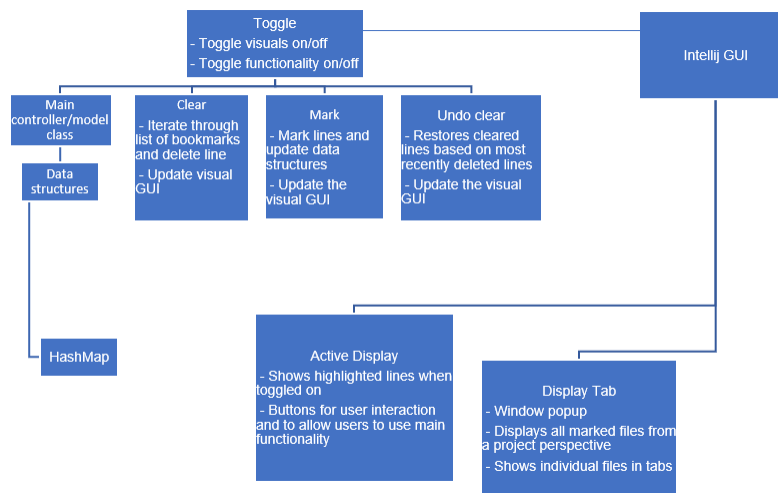 Toggle
- Toggle visuals on/off
- Toggle functionality on/off
Intellij GUI
Main
controller/model
class
Data
structures
HashMap
Clear
- Iterate through
list of bookmarks
and delete line
- Update visual
GUI
Mark
- Mark lines and
update data
structures
- Update the
visual GUI
Undo clear
- Restores cleared
lines based on most
recently deleted lines
- Update the visual
GUI
Active Display
- Shows highlighted lines when
toggled on
- Buttons for user interaction
and to allow users to use main
functionality
Display Tab
- Window popup
- Displays all marked files from
a project perspective
- Shows individual files in tabs